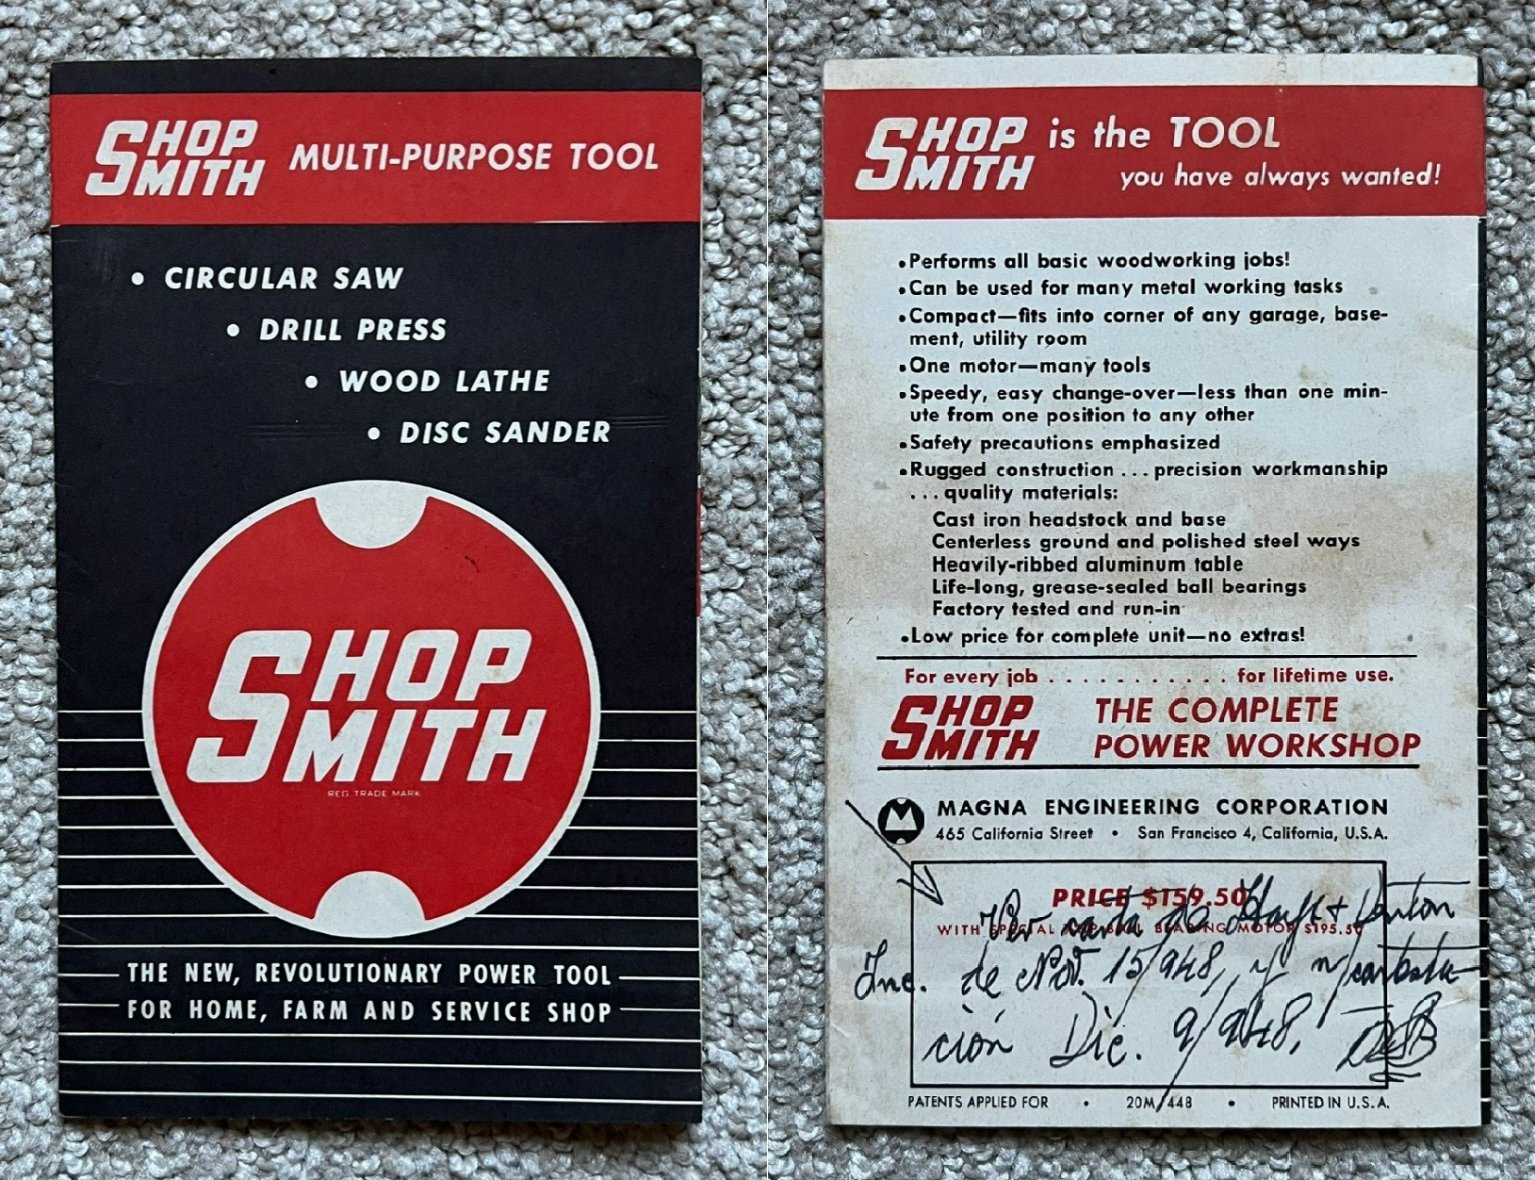 SHOP SMITH MULTI-PURPOSE TOOL
• CIRCULAR SAW
• DRILL PRESS
• WOOD LATHE
• DISC SANDER
SHOP
SMITH
REG TRADE MARK
THE NEW, REVOLUTIONARY POWER TOOL
FOR HOME, FARM AND SERVICE SHOP
SHOP SMITH is the TOOL
you have always wanted!
• Performs all basic woodworking jobs!
• Can be used for many metal working tasks
• Compact—fits into corner of any garage, base-
ment, utility room
• One motor—many tools
• Speedy, easy change-over—less than one min-
ute from one position to any other
• Safety precautions emphasized
• Rugged construction . . . precision workmanship
. . . quality materials:
Cast iron headstock and base
Centerless ground and polished steel ways
Heavily-ribbed aluminum table
Life-long, grease-sealed ball bearings
Factory tested and run-in
• Low price for complete unit—no extras!
For every job . . . . . . . . . . . for lifetime use.
SHOP SMITH THE COMPLETE
POWER WORKSHOP
M MAGNA ENGINEERING CORPORATION
465 California Street • San Francisco 4, California, U.S.A.
PRICE $159.50
WITH SPECIAL BALL BEARING MOTOR $195.50
Ver carta de
Inc. de Nov. 15/948, y n/ contesta-
ción Dic. 9/948,
PATENTS APPLIED FOR • 20M/448 • PRINTED IN U.S.A.